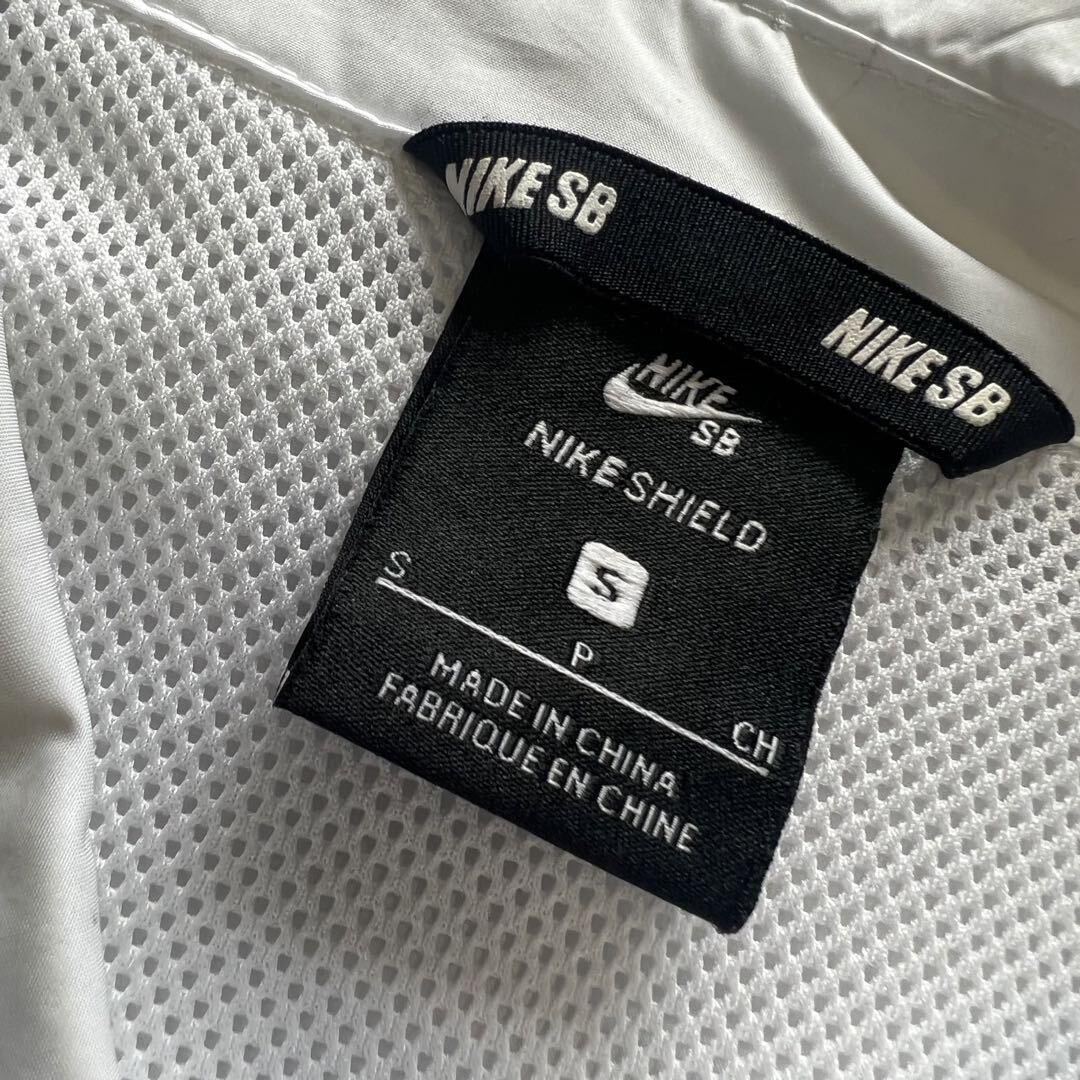 NIKE SB
NIKE SB
NIKE
SB
NIKE SHIELD
S
S
P
CH
MADE IN CHINA
FABRIQUE EN CHINE